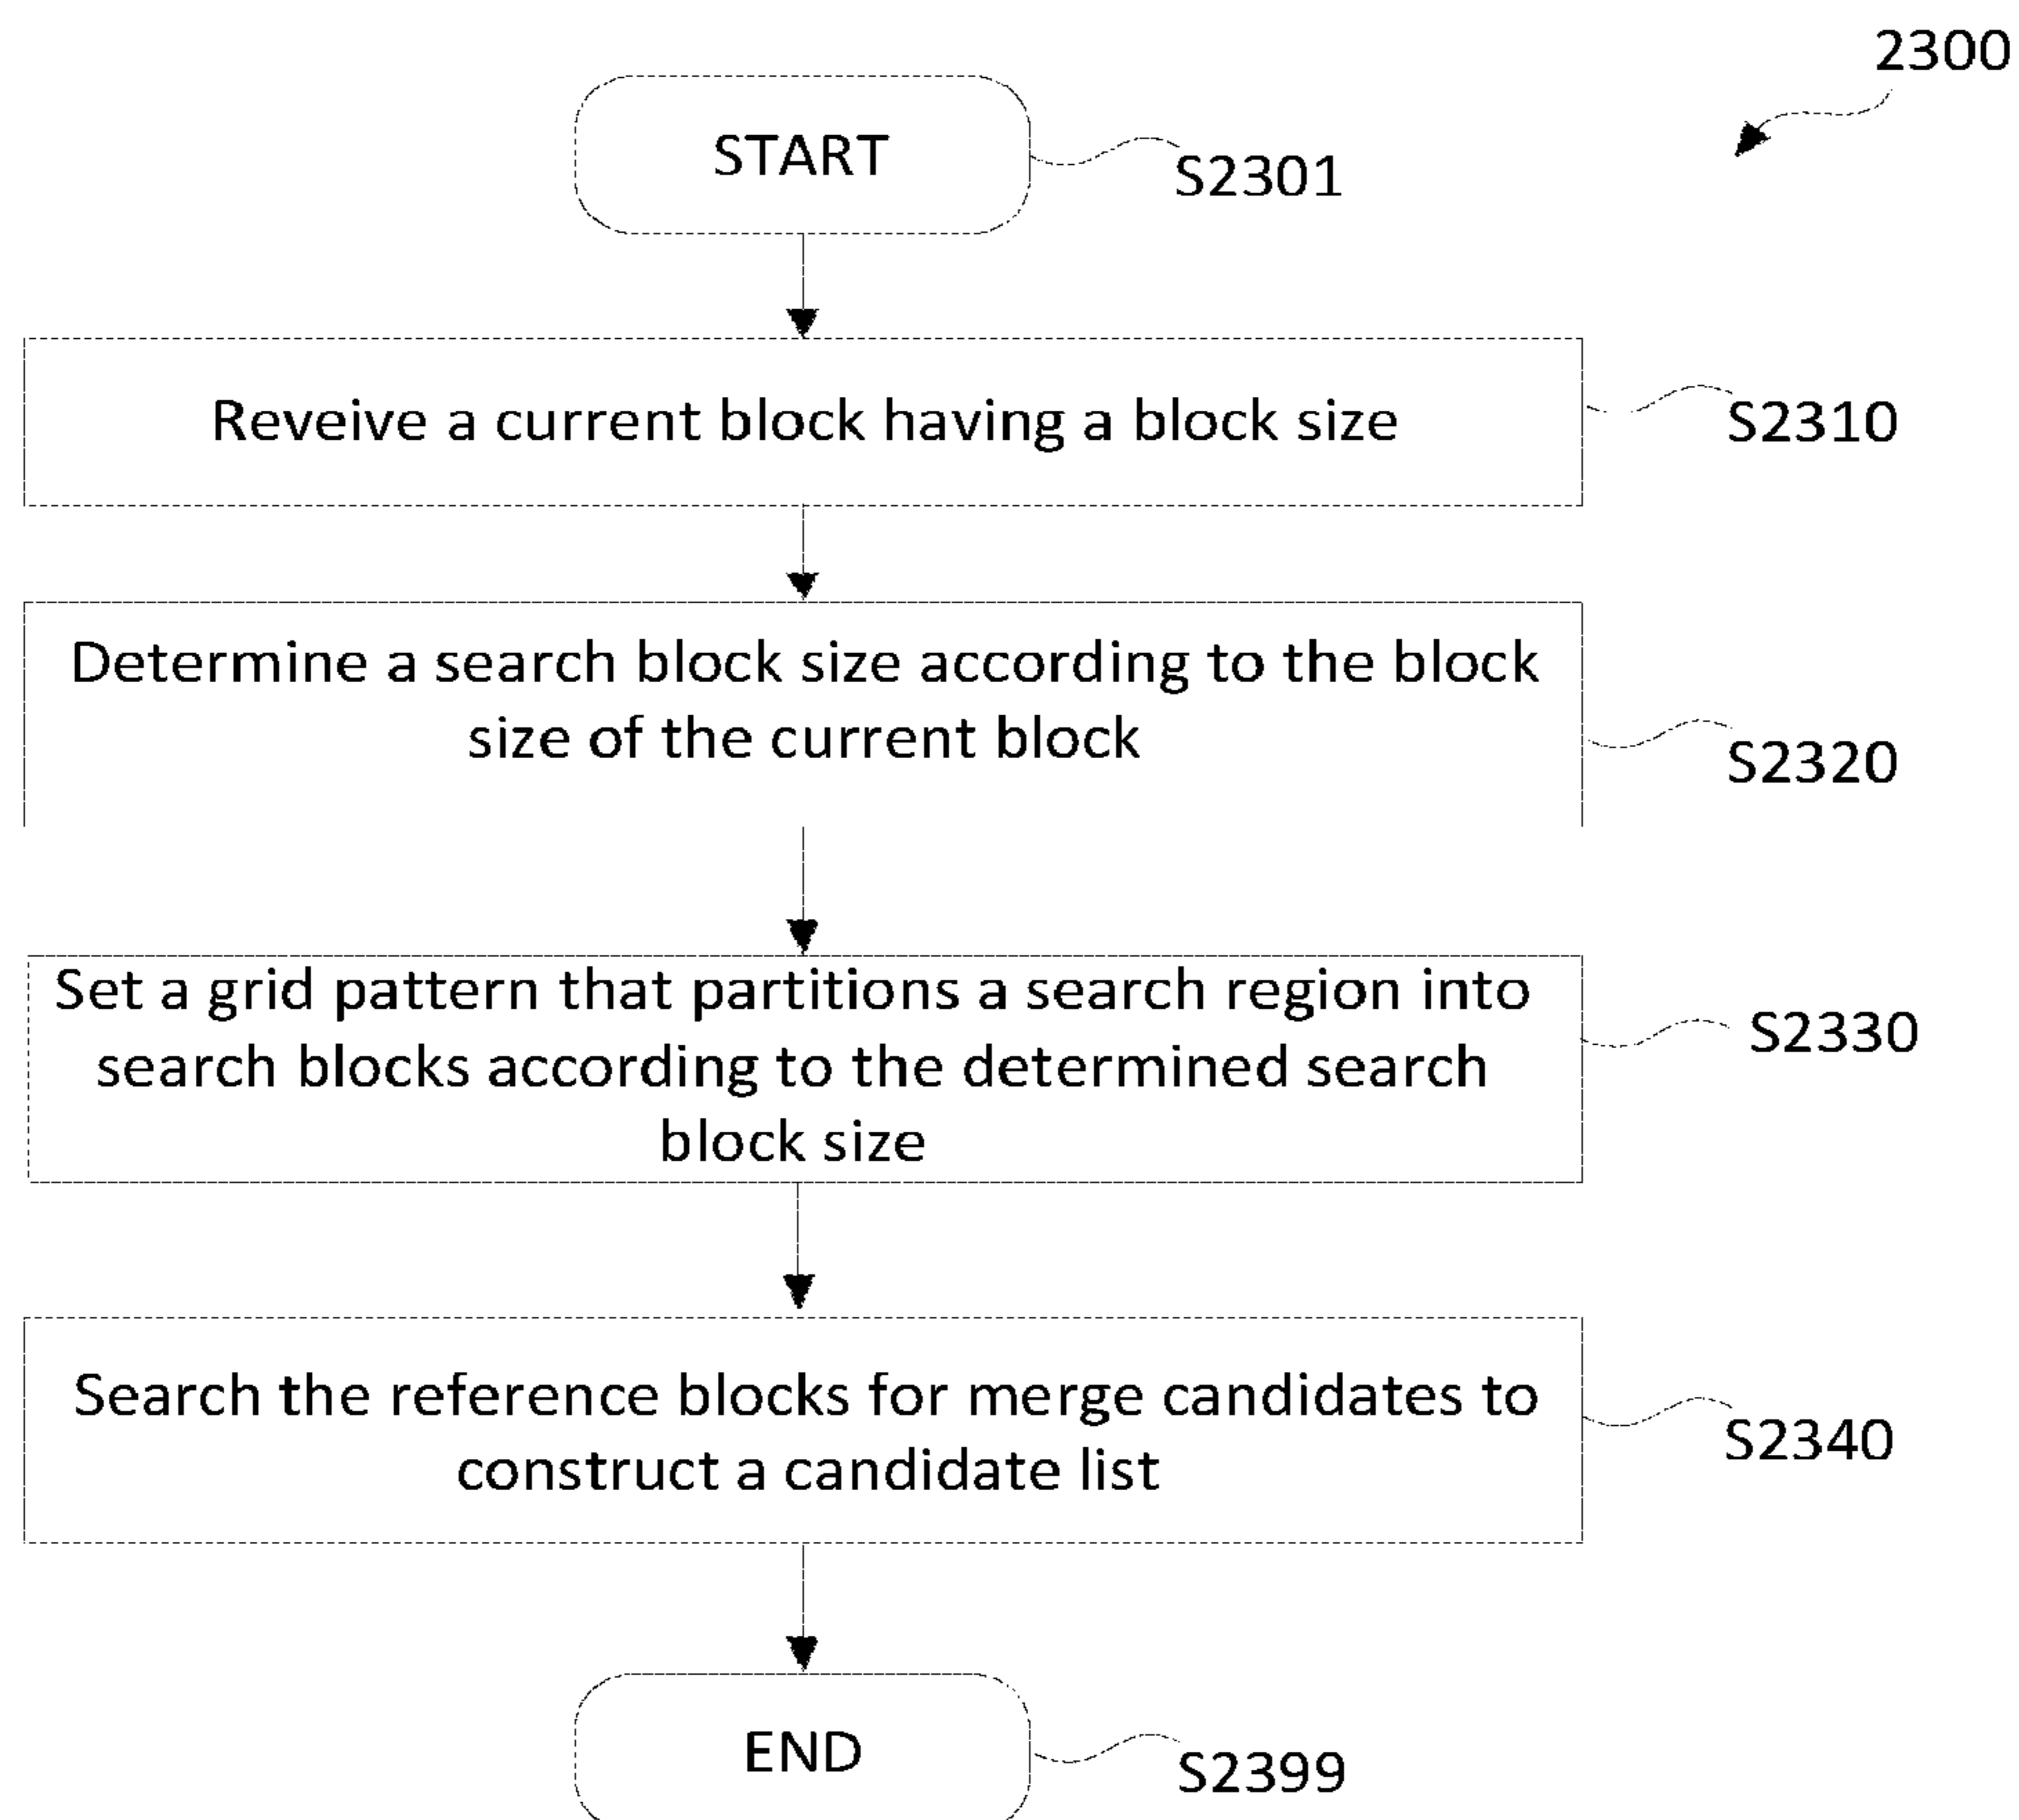 2300
START
S2301
Reveive a current block having a block size
S2310
Determine a search block size according to the block
size of the current block
S2320
Set a grid pattern that partitions a search region into
search blocks according to the determined search
block size
S2330
Search the reference blocks for merge candidates to
construct a candidate list
S2340
END
S2399